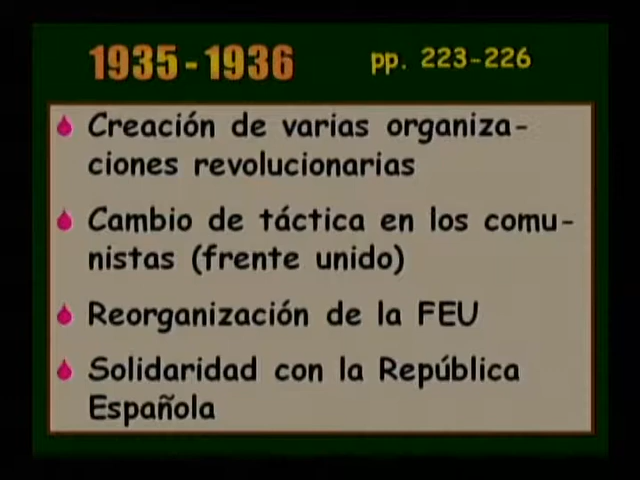 1935-1936
pp. 223-226
Creación de varias organiza-
ciones revolucionarias
Cambio de táctica en los comu-
nistas (frente unido)
Reorganización de la FEU
Solidaridad con la República
Española